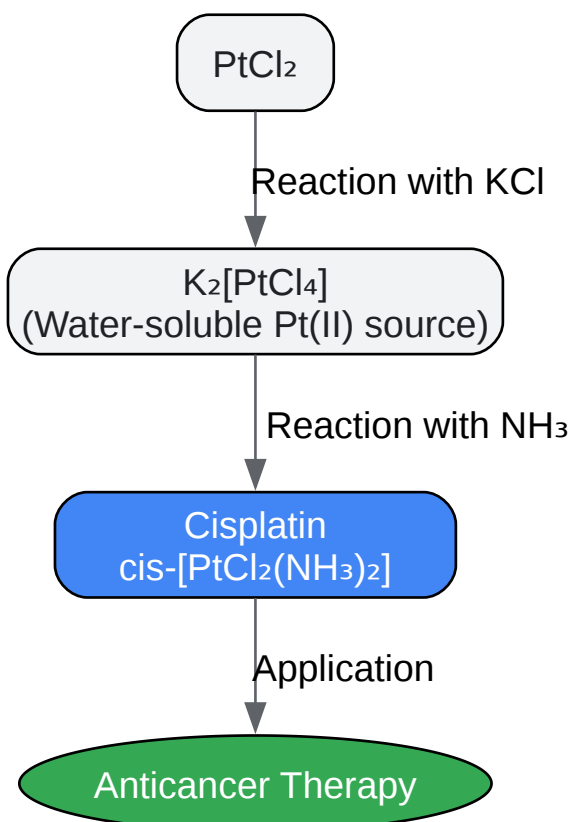 PtCl₂
Reaction with KCl
K₂[PtCl₄]
(Water-soluble Pt(II) source)
Reaction with NH₃
Cisplatin
cis-[PtCl₂(NH₃)₂]
Application
Anticancer Therapy